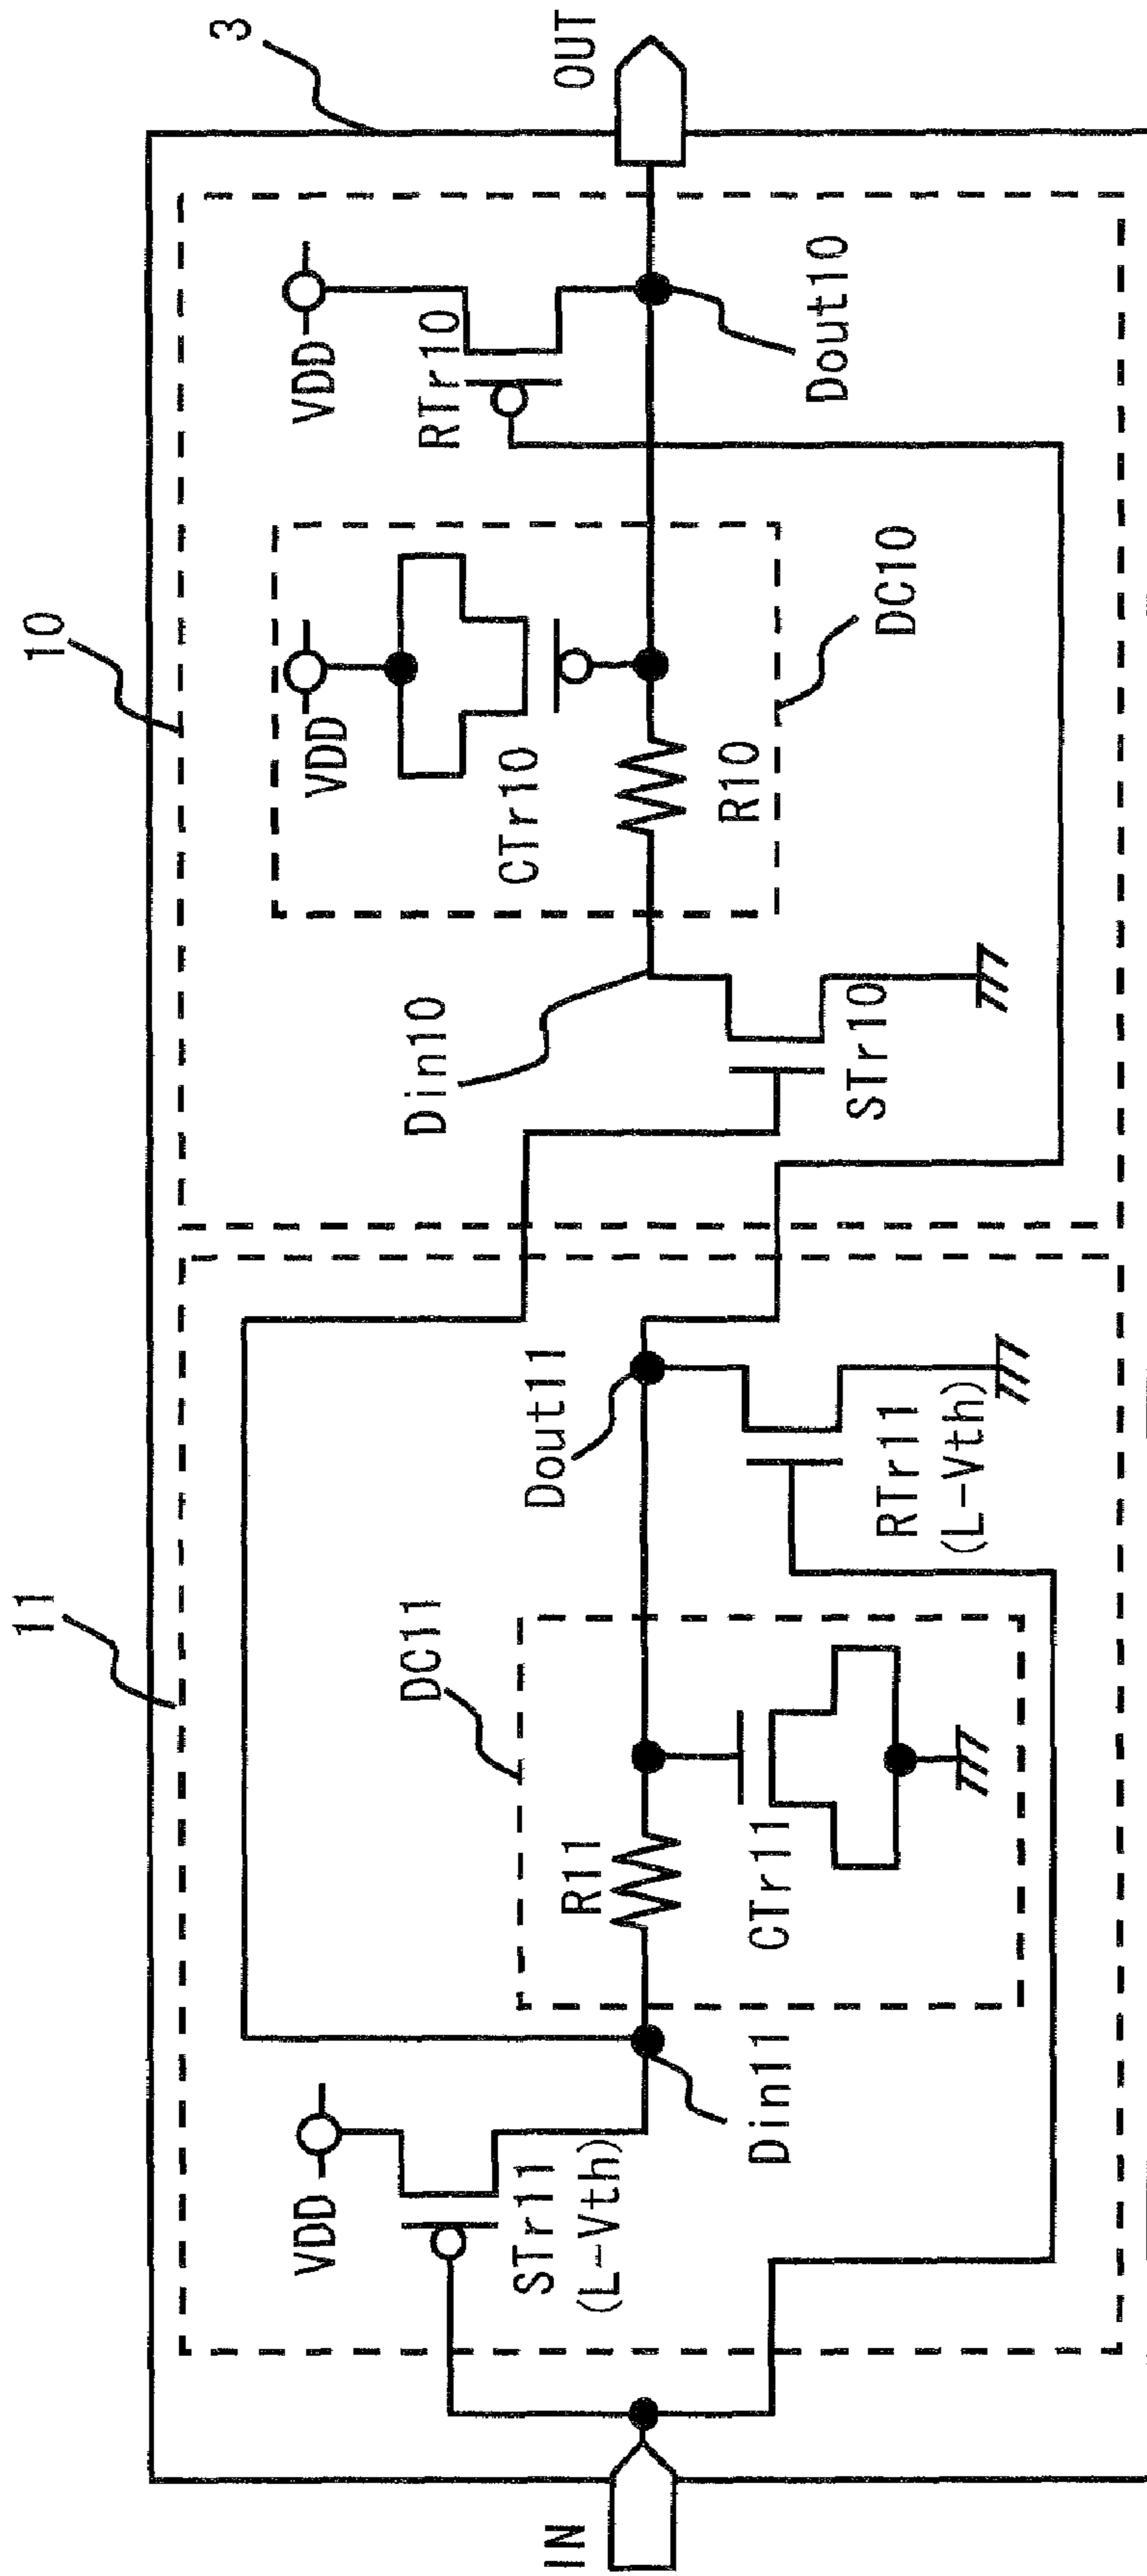 3
10
11
OUT
VDD
RTr10
Dout10
VDD
CTr10
R10
DC10
Din10
STr10
Dout11
RTr11
(L-Vth)
DC11
R11
CTr11
Din11
VDD
STr11
(L-Vth)
IN